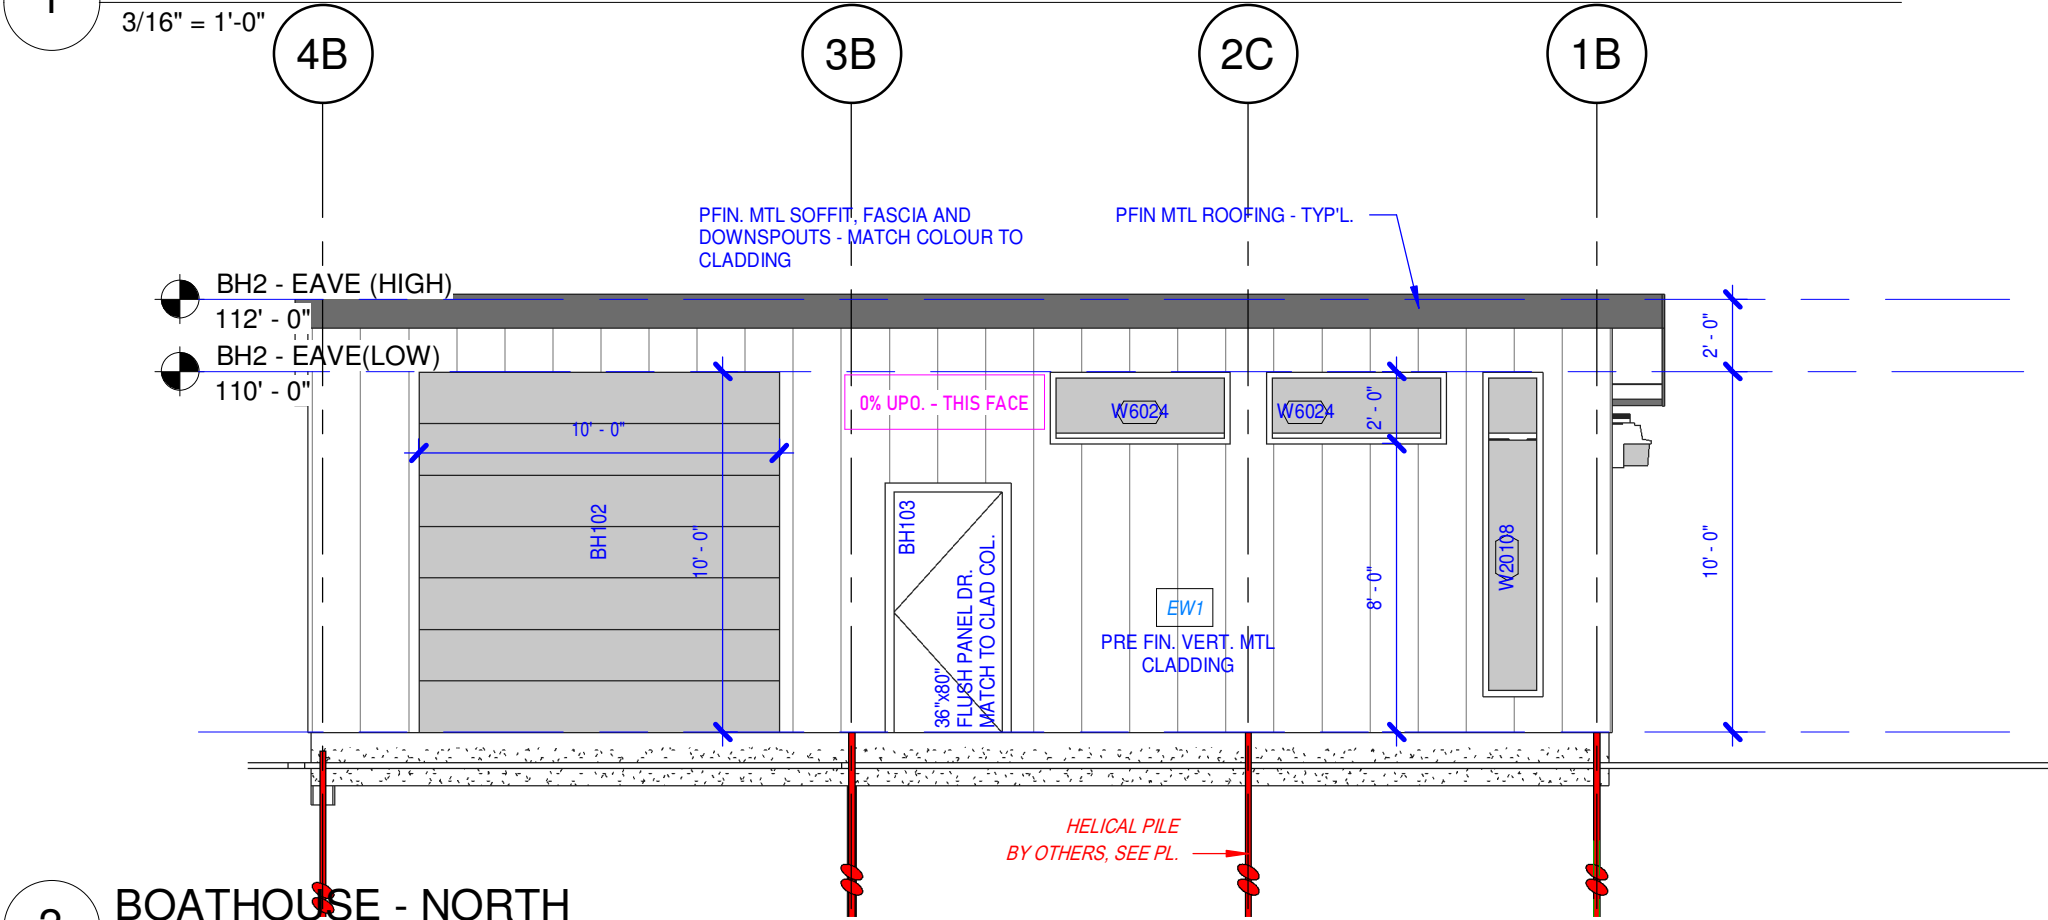 3/16" = 1'-0"
4B
3B
2C
1B
PFIN. MTL SOFFIT, FASCIA AND
DOWNSPOUTS - MATCH COLOUR TO
CLADDING
PFIN MTL ROOFING - TYP'L.
BH2 - EAVE (HIGH)
112' - 0"
BH2 - EAVE(LOW)
110' - 0"
2' - 0"
0% UPO. - THIS FACE
W6024
W6024
2' - 0"
10' - 0"
BH102
10' - 0"
BH103
36"x80"
FLUSH PANEL DR.
MATCH TO CLAD COL.
EW1
PRE FIN. VERT. MTL
CLADDING
8' - 0"
W20108
10' - 0"
HELICAL PILE
BY OTHERS, SEE PL.
BOATHOUSE - NORTH